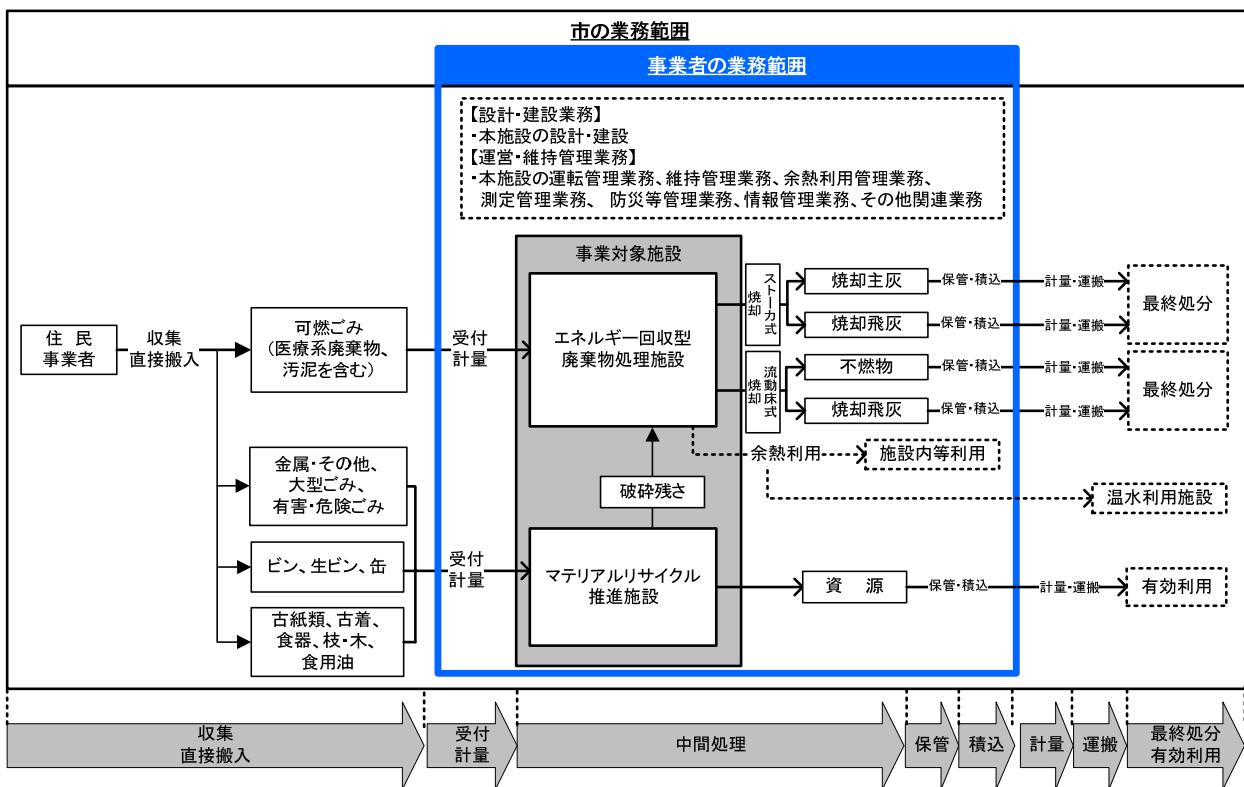 市の業務範囲
事業者の業務範囲
【設計・建設業務】
・本施設の設計・建設
【運営・維持管理業務】
・本施設の運転管理業務、維持管理業務、余熱利用管理業務、
測定管理業務、 防災等管理業務、情報管理業務、その他関連業務
事業対象施設
住 民
事業者
収集
直接搬入
可燃ごみ
(医療系廃棄物、
汚泥を含む)
受付
計量
エネルギー回収型
廃棄物処理施設
ストーカ式
焼却
焼却主灰
保管・積込
計量・運搬
焼却飛灰
保管・積込
計量・運搬
最終処分
流動床式
焼却
不燃物
保管・積込
計量・運搬
焼却飛灰
保管・積込
計量・運搬
最終処分
余熱利用
施設内等利用
温水利用施設
金属・その他、
大型ごみ、
有害・危険ごみ
破砕残さ
ビン、生ビン、缶
受付
計量
マテリアルリサイクル
推進施設
資 源
保管・積込
計量・運搬
有効利用
古紙類、古着、
食器、枝・木、
食用油
収集
直接搬入
受付
計量
中間処理
保管
積込
計量
運搬
最終処分
有効利用